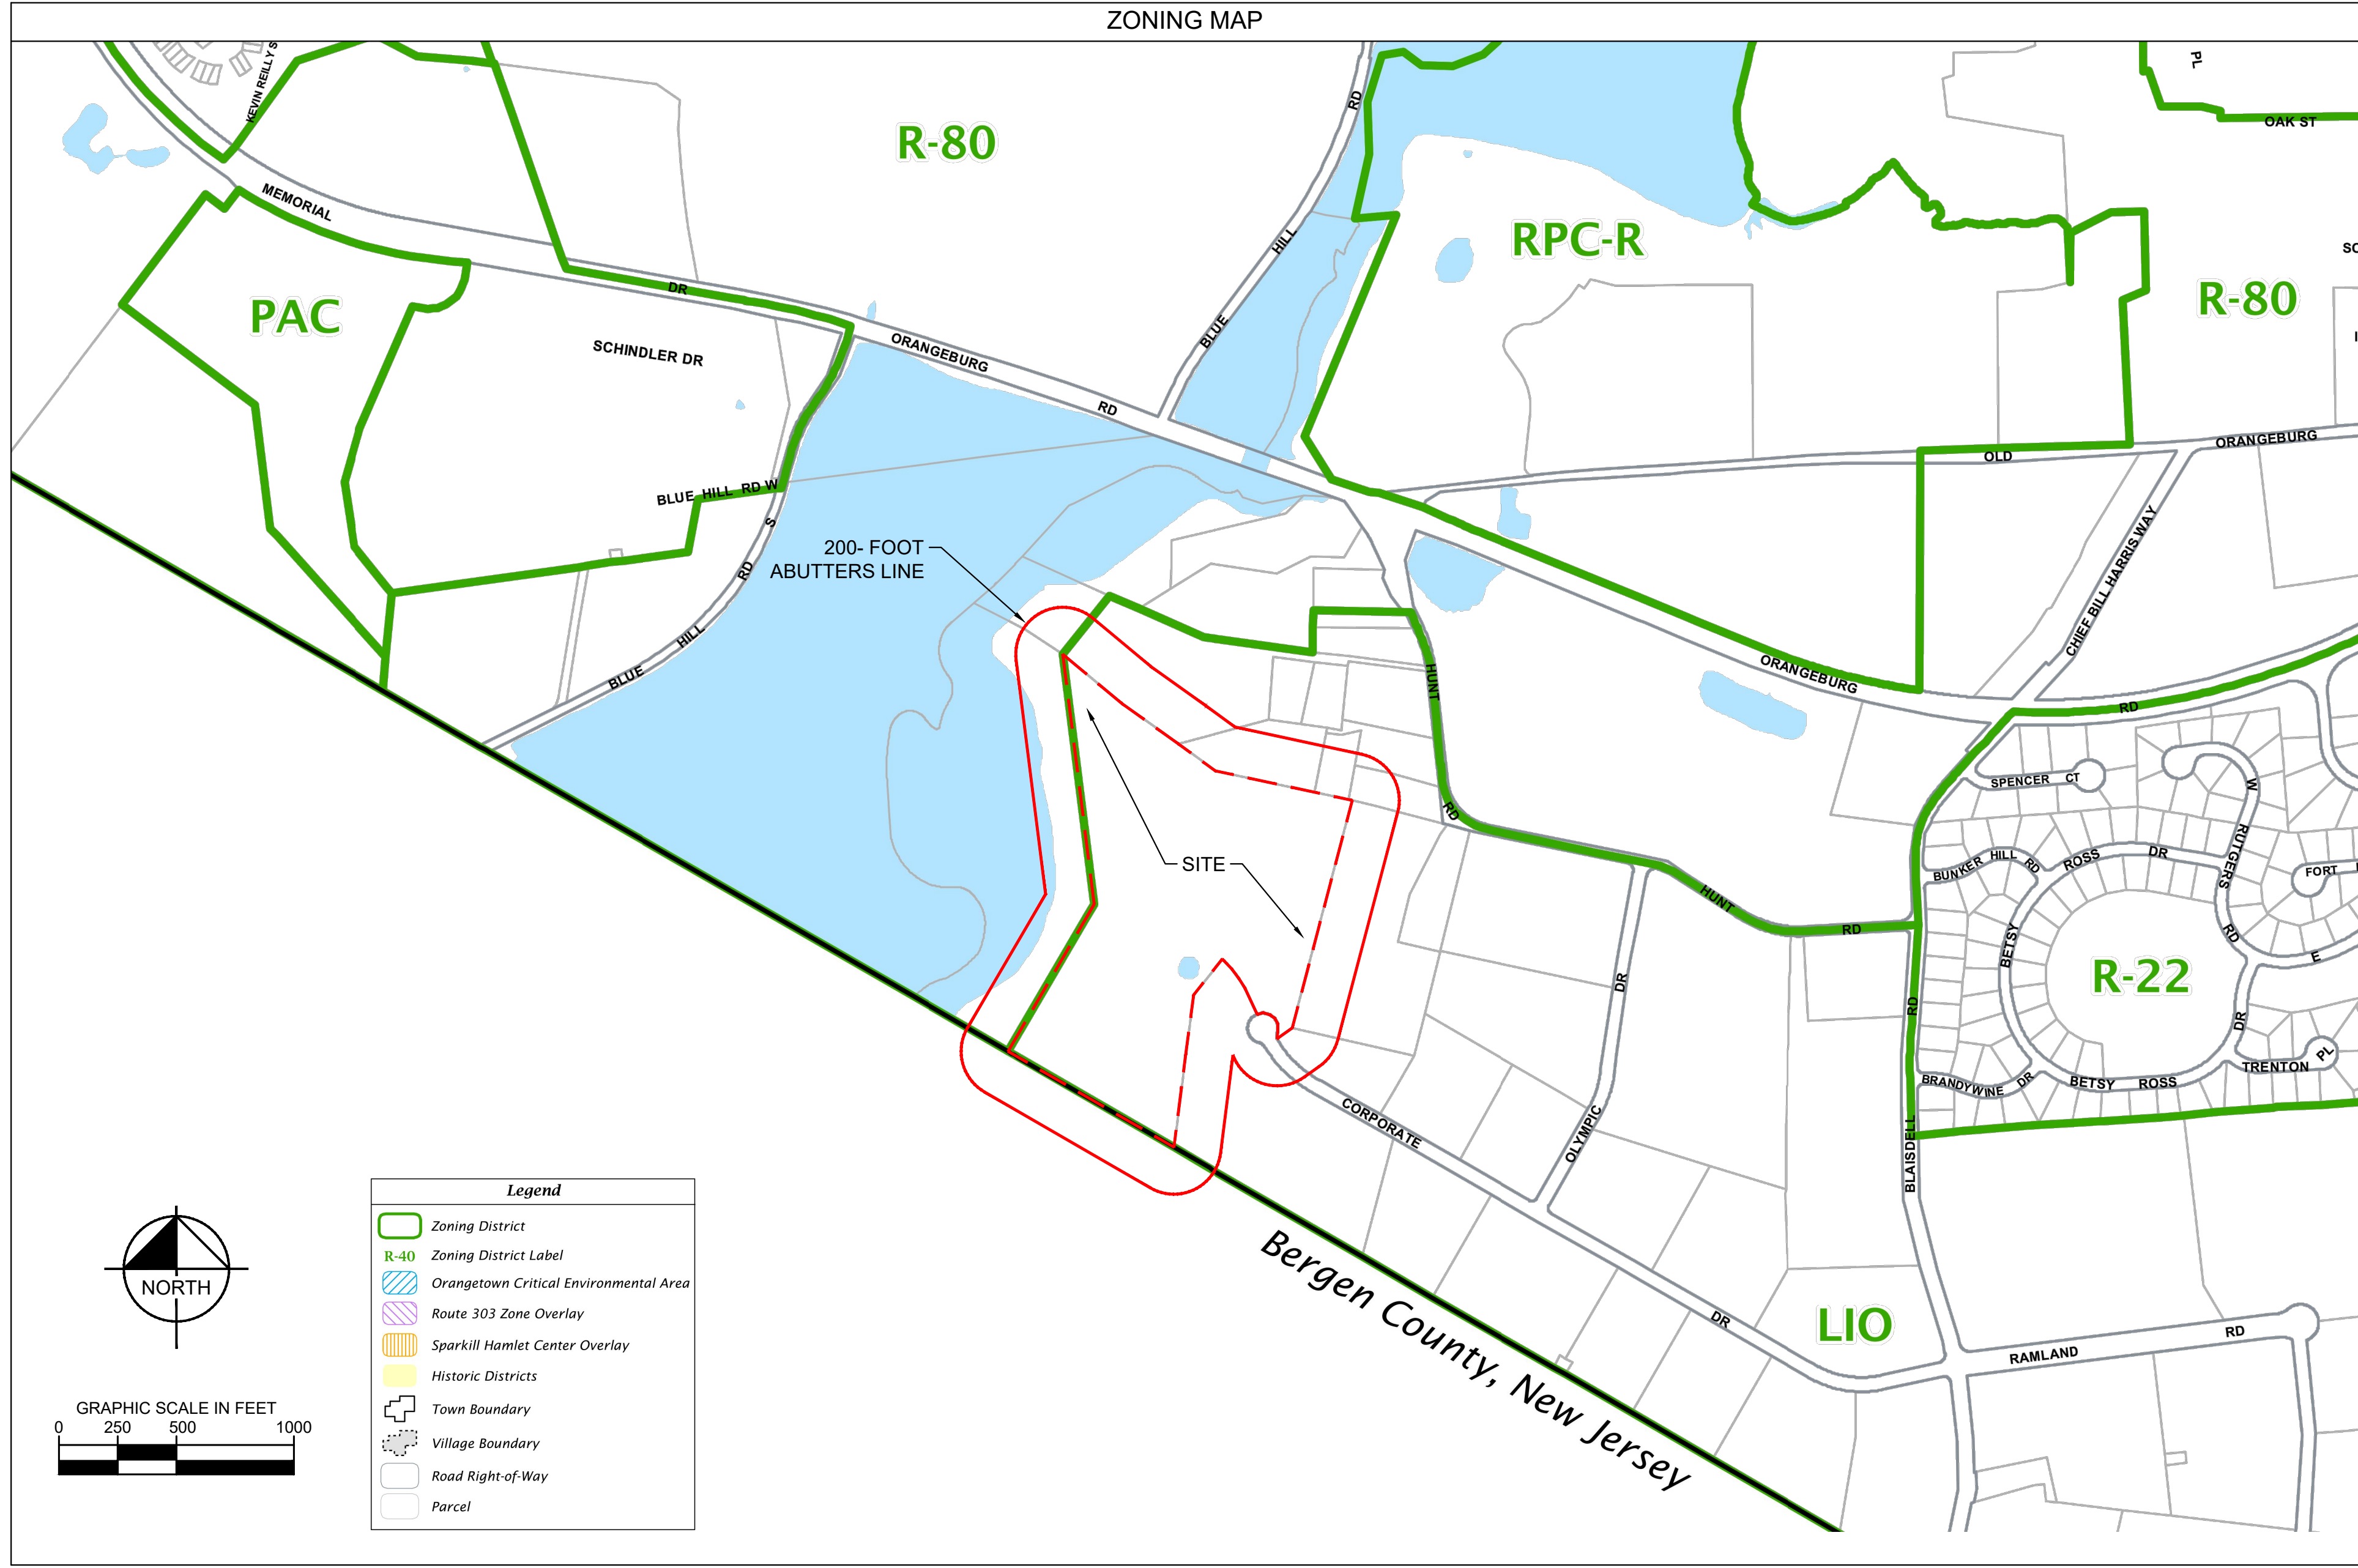 ZONING MAP
KEVIN REILLY S
PL
OAK ST
RD
R-80
MEMORIAL
HILL
RPC-R
SC
R-80
DR
PAC
BLUE
ORANGEBURG
SCHINDLER DR
RD
ORANGEBURG
OLD
BLUE HILL RD W
S
200- FOOT
ABUTTERS LINE
CHIEF BILL HARRIS WAY
RD
HILL
BLUE
HUNT
ORANGEBURG
RD
SPENCER CT
W
RD
SITE
RUTGERS
BUNKER HILL RD
ROSS DR
FORT
HUNT
RD
RD
BETSY
E
DR
R-22
RD
DR
TRENTON PL
BRANDYWINE DR
BETSY ROSS
CORPORATE
OLYMPIC
BLAISDELL
Bergen County, New Jersey
DR
LIO
RAMLAND
RD
NORTH
GRAPHIC SCALE IN FEET
0 250 500 1000
Legend
Zoning District
R-40 Zoning District Label
Orangetown Critical Environmental Area
Route 303 Zone Overlay
Sparkill Hamlet Center Overlay
Historic Districts
Town Boundary
Village Boundary
Road Right-of-Way
Parcel